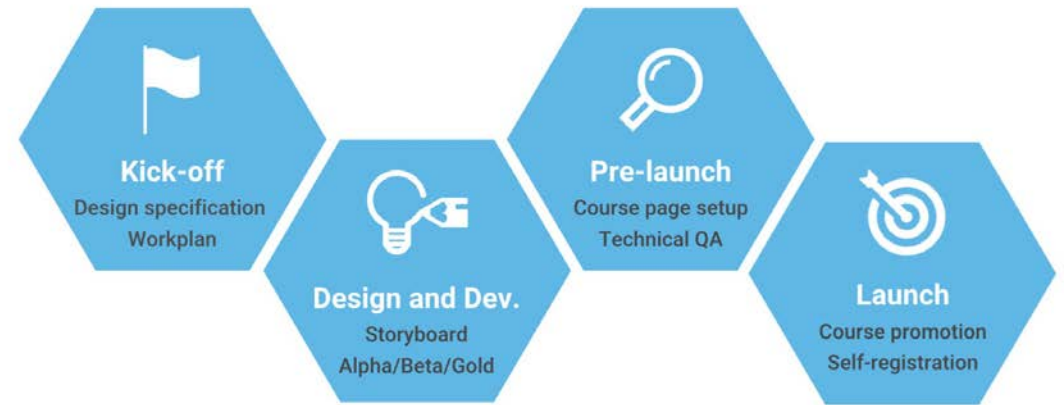 Kick-off
Design specification
Workplan
Design and Dev.
Storyboard
Alpha/Beta/Gold
Pre-launch
Course page setup
Technical QA
Launch
Course promotion
Self-registration